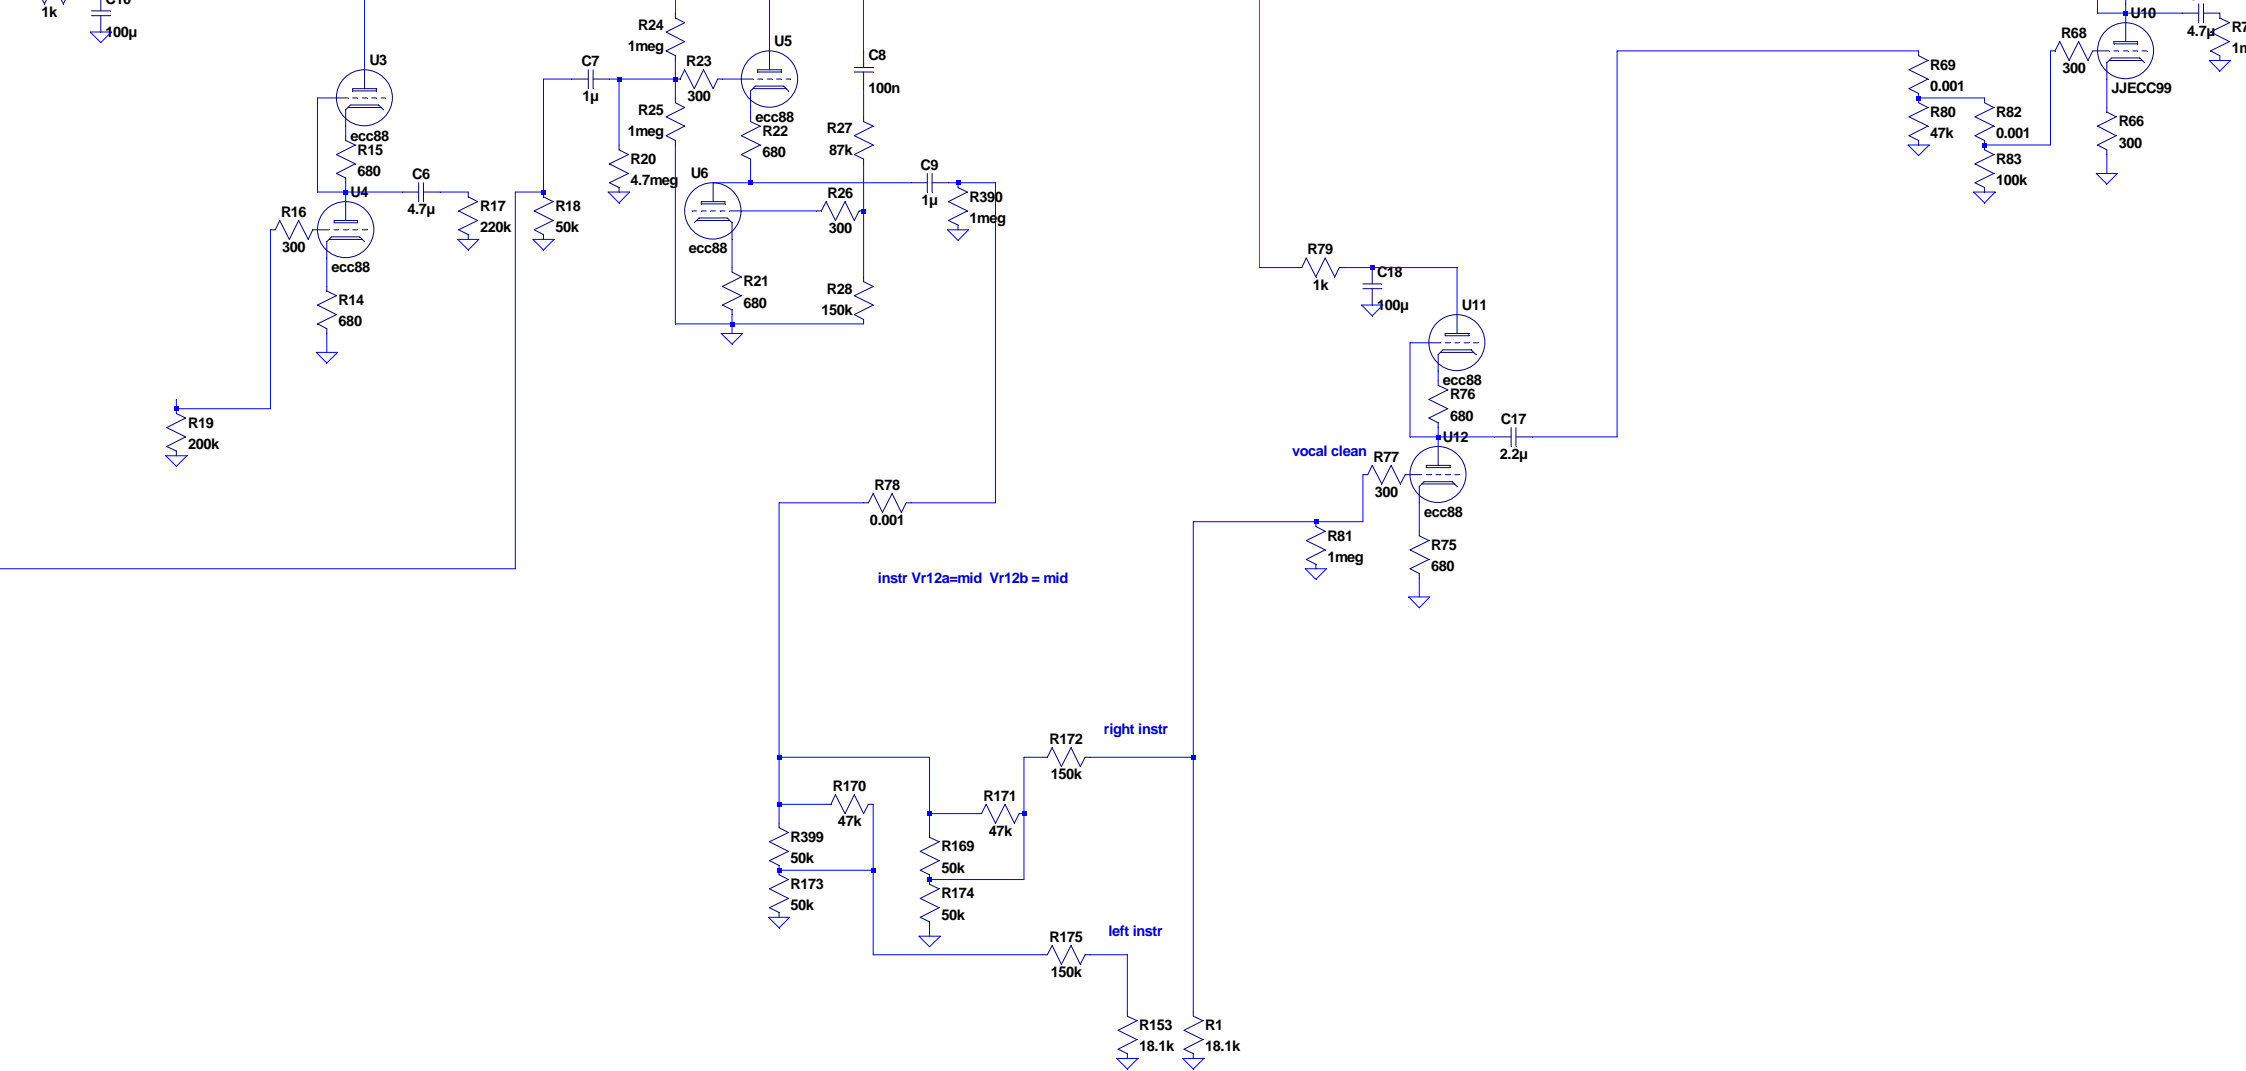 1k
100µ
U3
ecc88
R15
680
U4
C6
4.7µ
R17
220k
R16
300
ecc88
R14
680
R19
200k
R18
50k
C7
1µ
R24
1meg
R23
300
R25
1meg
R20
4.7meg
U5
ecc88
R22
680
U6
ecc88
R21
680
C8
100n
R27
87k
R26
300
R28
150k
C9
1µ
R390
1meg
R78
0.001
instr Vr12a=mid Vr12b = mid
R79
1k
C18
100µ
U11
ecc88
R76
680
U12
C17
2.2µ
vocal clean
R77
300
ecc88
R81
1meg
R75
680
R69
0.001
R80
47k
R82
0.001
R83
100k
R68
300
U10
JJECC99
R66
300
4.7µ
right instr
R172
150k
R170
47k
R171
47k
R399
50k
R169
50k
R173
50k
R174
50k
left instr
R175
150k
R153
18.1k
R1
18.1k